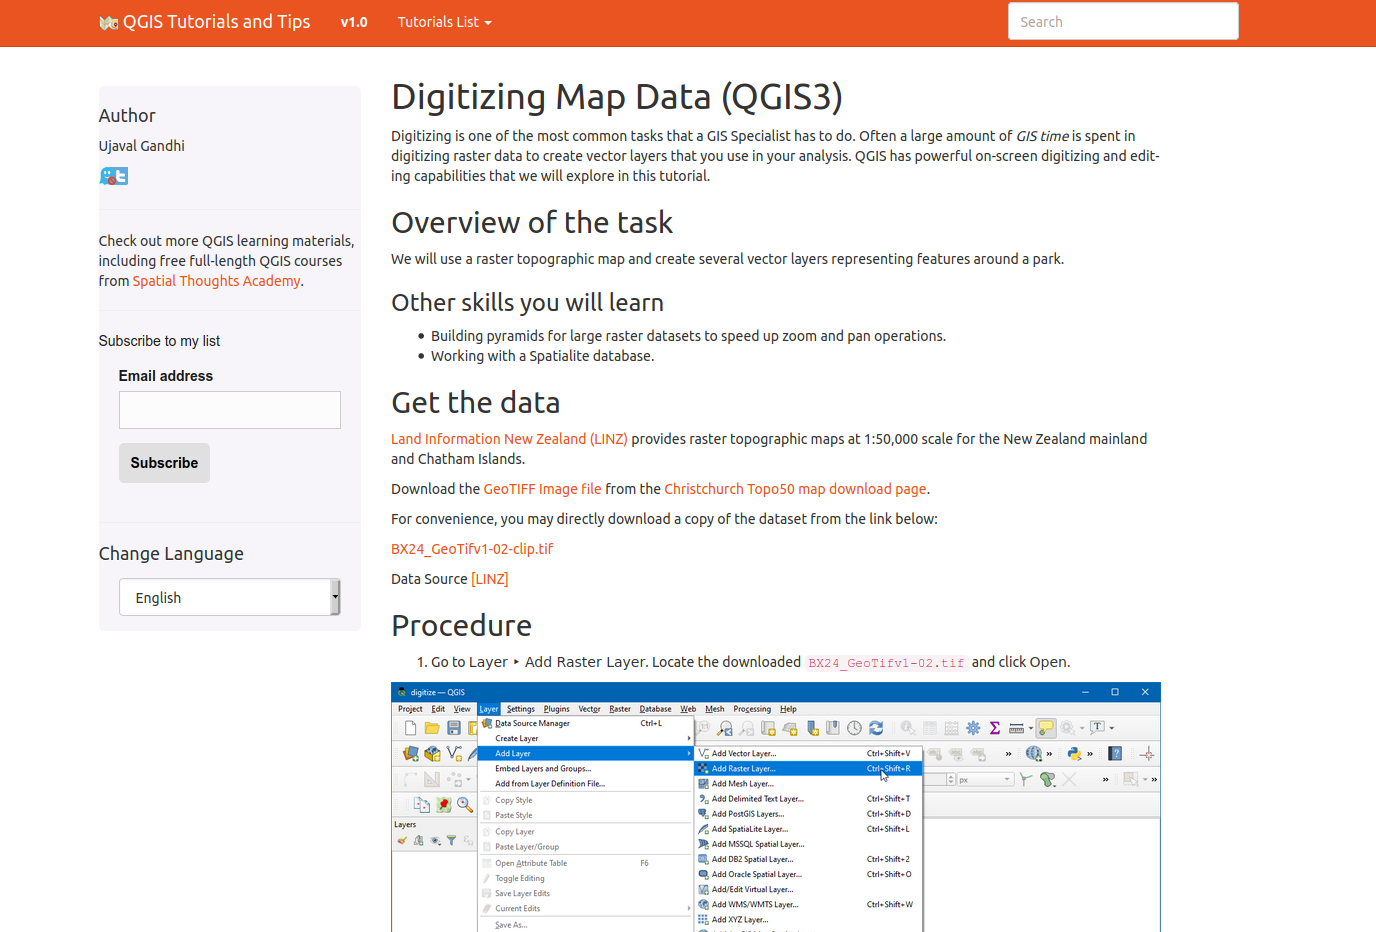 QGIS Tutorials and Tips
v1.0
Tutorials List
Search
Author
Ujaval Gandhi
Check out more QGIS learning materials,
including free full-length QGIS courses
from Spatial Thoughts Academy.
Subscribe to my list
Email address
Subscribe
Change Language
English
Digitizing Map Data (QGIS3)
Digitizing is one of the most common tasks that a GIS Specialist has to do. Often a large amount of GIS time is spent in
digitizing raster data to create vector layers that you use in your analysis. QGIS has powerful on-screen digitizing and edit-
ing capabilities that we will explore in this tutorial.
Overview of the task
We will use a raster topographic map and create several vector layers representing features around a park.
Other skills you will learn
• Building pyramids for large raster datasets to speed up zoom and pan operations.
• Working with a Spatialite database.
Get the data
Land Information New Zealand (LINZ) provides raster topographic maps at 1:50,000 scale for the New Zealand mainland
and Chatham Islands.
Download the GeoTIFF Image file from the Christchurch Topo50 map download page.
For convenience, you may directly download a copy of the dataset from the link below:
BX24_GeoTifv1-02-clip.tif
Data Source [LINZ]
Procedure
1. Go to Layer ‣ Add Raster Layer. Locate the downloaded BX24_GeoTifv1-02.tif and click Open.
digitize — QGIS
Project Edit View Layer Settings Plugins Vector Raster Database Web Mesh Processing Help
Data Source Manager Ctrl+L
Create Layer
Add Layer
Embed Layers and Groups...
Add from Layer Definition File...
Copy Style
Paste Style
Copy Layer
Paste Layer/Group
Open Attribute Table F6
Toggle Editing
Save Layer Edits
Current Edits
Save As...
Add Vector Layer... Ctrl+Shift+V
Add Raster Layer... Ctrl+Shift+R
Add Mesh Layer...
Add Delimited Text Layer... Ctrl+Shift+T
Add PostGIS Layers... Ctrl+Shift+D
Add SpatiaLite Layer... Ctrl+Shift+L
Add MSSQL Spatial Layer...
Add DB2 Spatial Layer... Ctrl+Shift+2
Add Oracle Spatial Layer... Ctrl+Shift+O
Add/Edit Virtual Layer...
Add WMS/WMTS Layer... Ctrl+Shift+W
Add XYZ Layer...
px
Layers